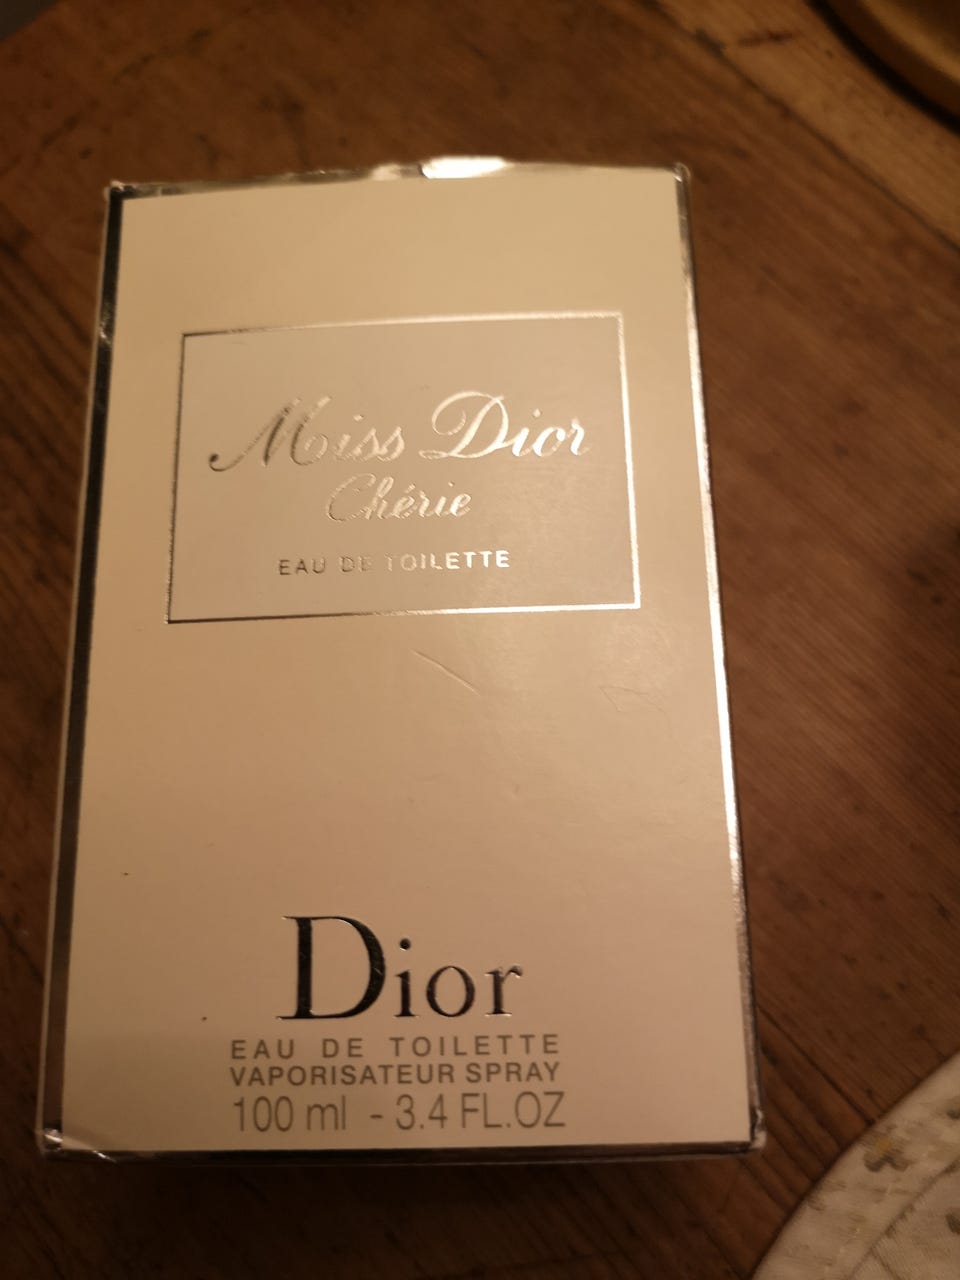 Miss Dior
Chérie
EAU DE TOILETTE
Dior
EAU DE TOILETTE
VAPORISATEUR SPRAY
100 ml - 3.4 FL.OZ